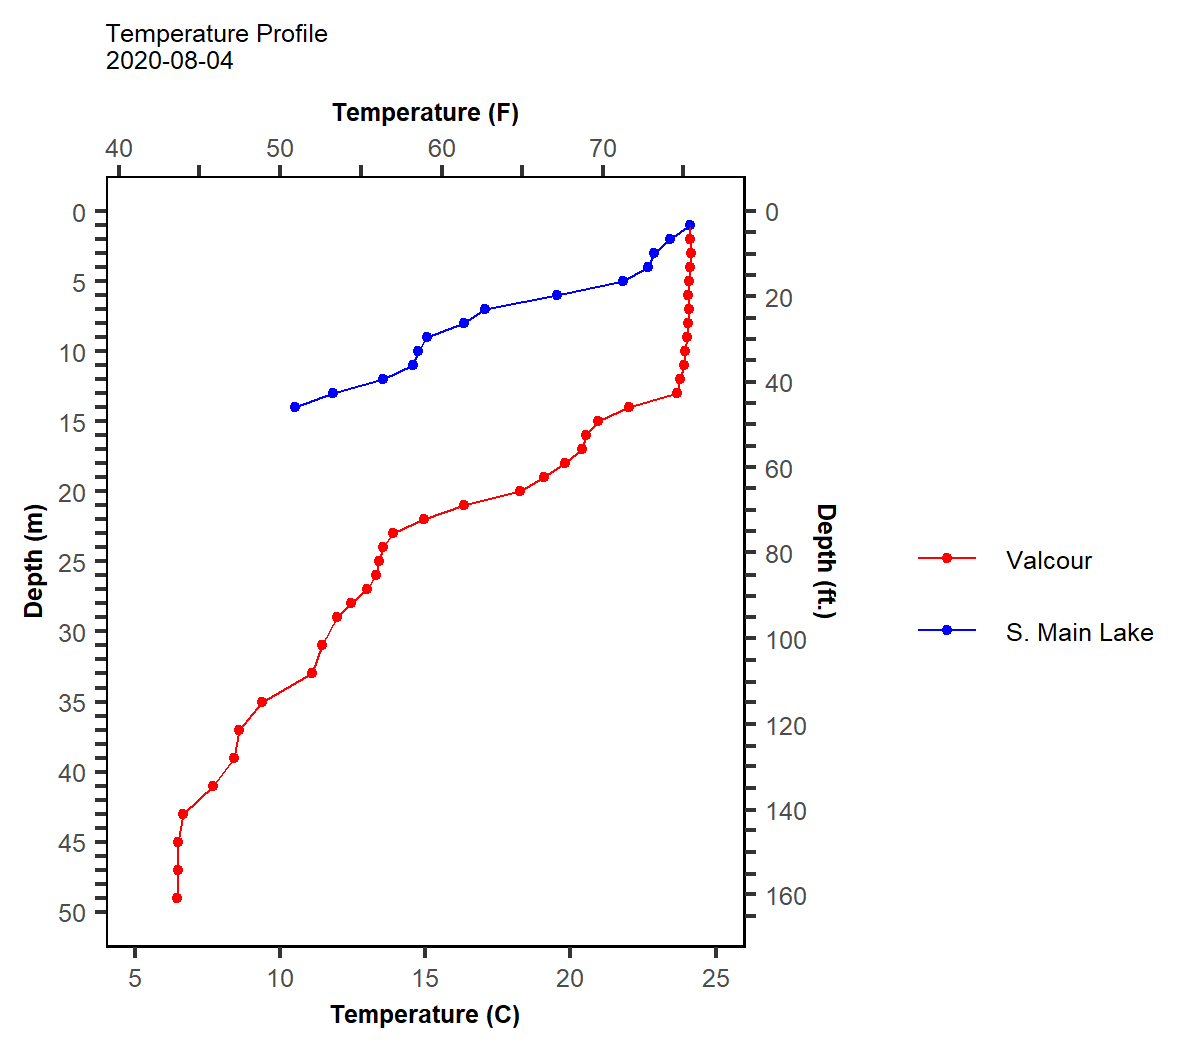 Temperature Profile
2020-08-04
Temperature (F)
40 50 60 70
0
5
10
15
20
25
30
35
40
45
50
Depth (m)
0
20
40
60
80
100
120
140
160
Depth (ft.)
5 10 15 20 25
Temperature (C)
Valcour
S. Main Lake